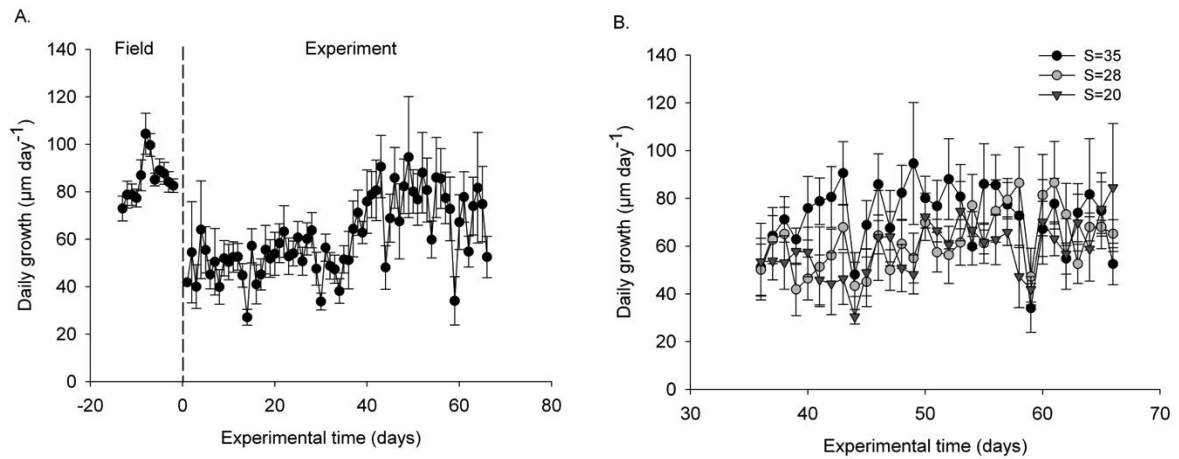 A.
Field Experiment
140
120
100
80
60
40
20
0
Daily growth (µm day⁻¹)
-20 0 20 40 60 80
Experimental time (days)
B.
S=35
S=28
S=20
140
120
100
80
60
40
20
0
Daily growth (µm day⁻¹)
30 40 50 60 70
Experimental time (days)